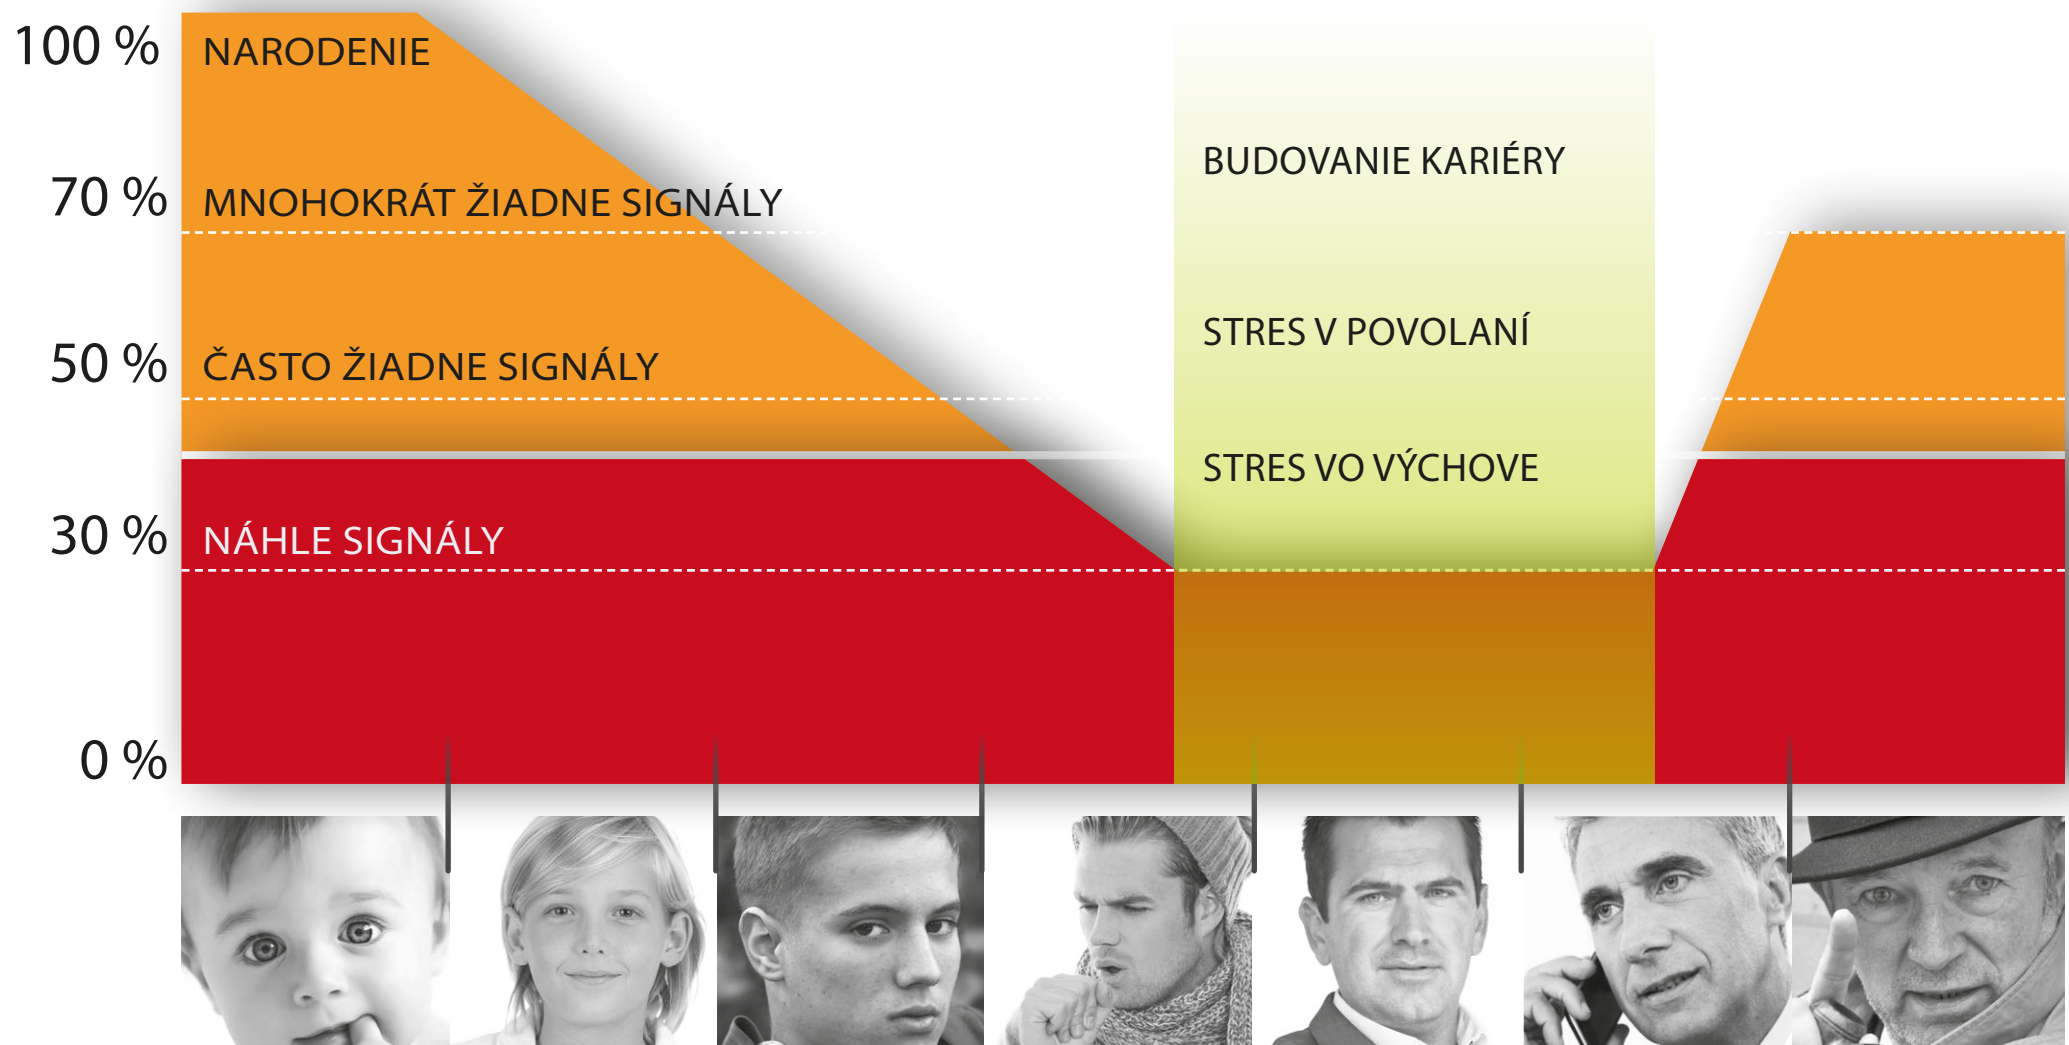 100 %
NARODENIE
70 %
MNOHOKRÁT ŽIADNE SIGNÁLY
50 %
ČASTO ŽIADNE SIGNÁLY
30 %
NÁHLE SIGNÁLY
0 %
BUDOVANIE KARIÉRY
STRES V POVOLANÍ
STRES VO VÝCHOVE